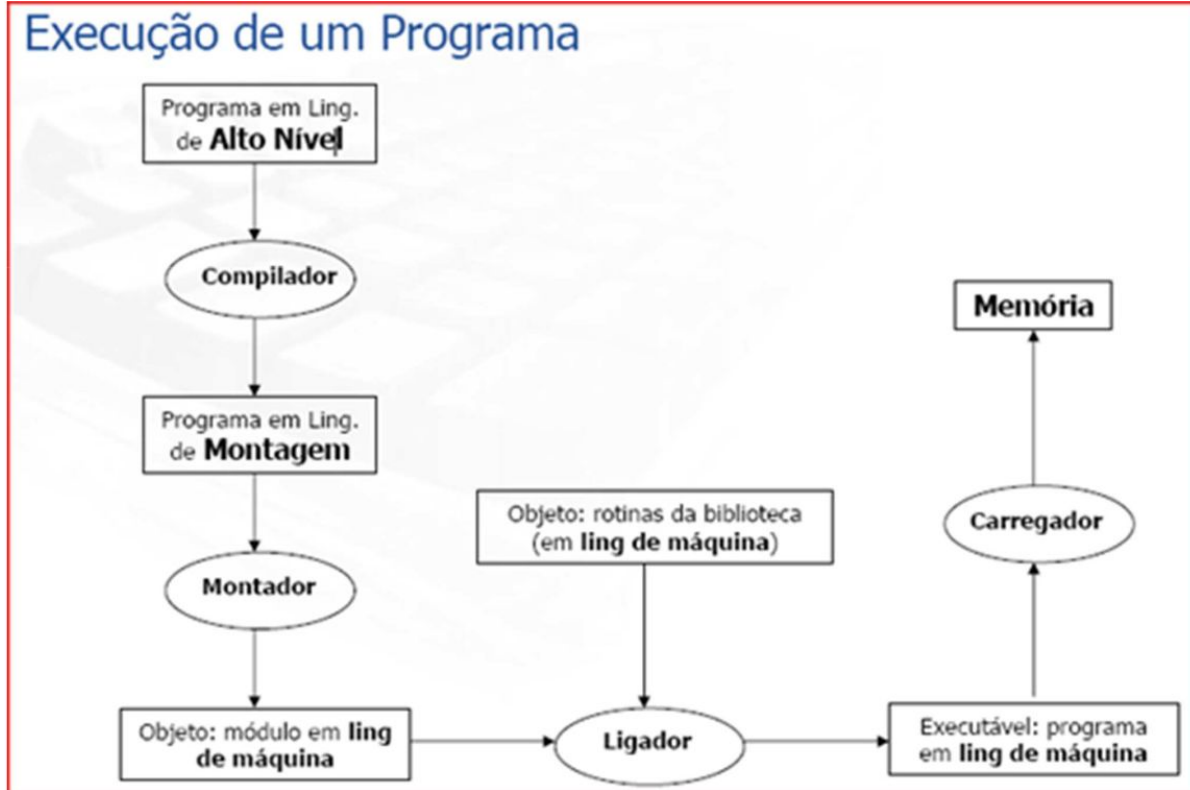 Execução de um Programa
Programa em Ling.
de Alto Nível
Compilador
Programa em Ling.
de Montagem
Montador
Objeto: módulo em ling
de máquina
Objeto: rotinas da biblioteca
(em ling de máquina)
Ligador
Executável: programa
em ling de máquina
Carregador
Memória